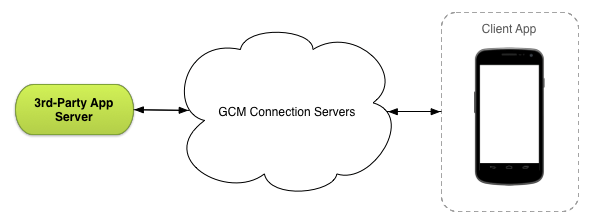 Client App
3rd-Party App
Server
GCM Connection Servers